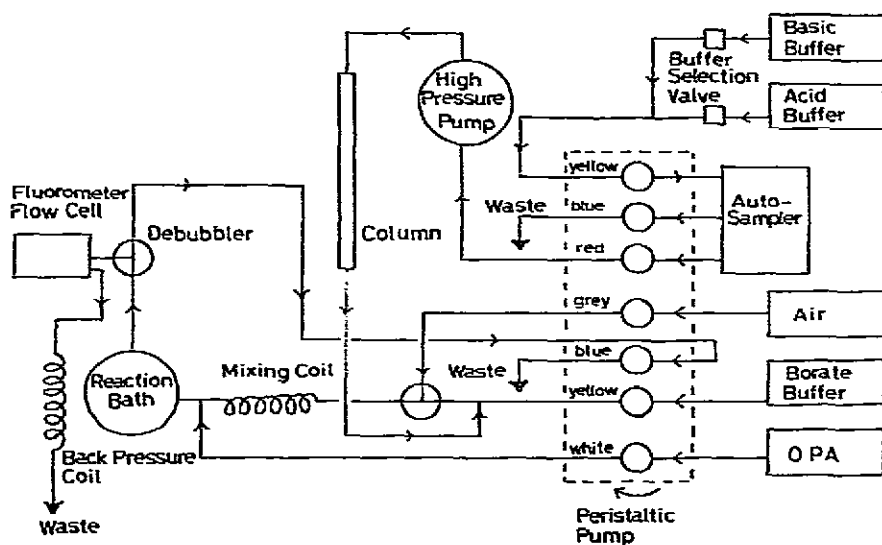 Basic
Buffer
Buffer
Selection
Valve
Acid
Buffer
High
Pressure
Pump
yellow
Waste
blue
red
Auto-
Sampler
Fluorometer
Flow Cell
Debubbler
Column
grey
Air
blue
Waste
Mixing Coil
Reaction
Bath
yellow
Borate
Buffer
white
OPA
Back Pressure
Coil
Waste
Peristaltic
Pump